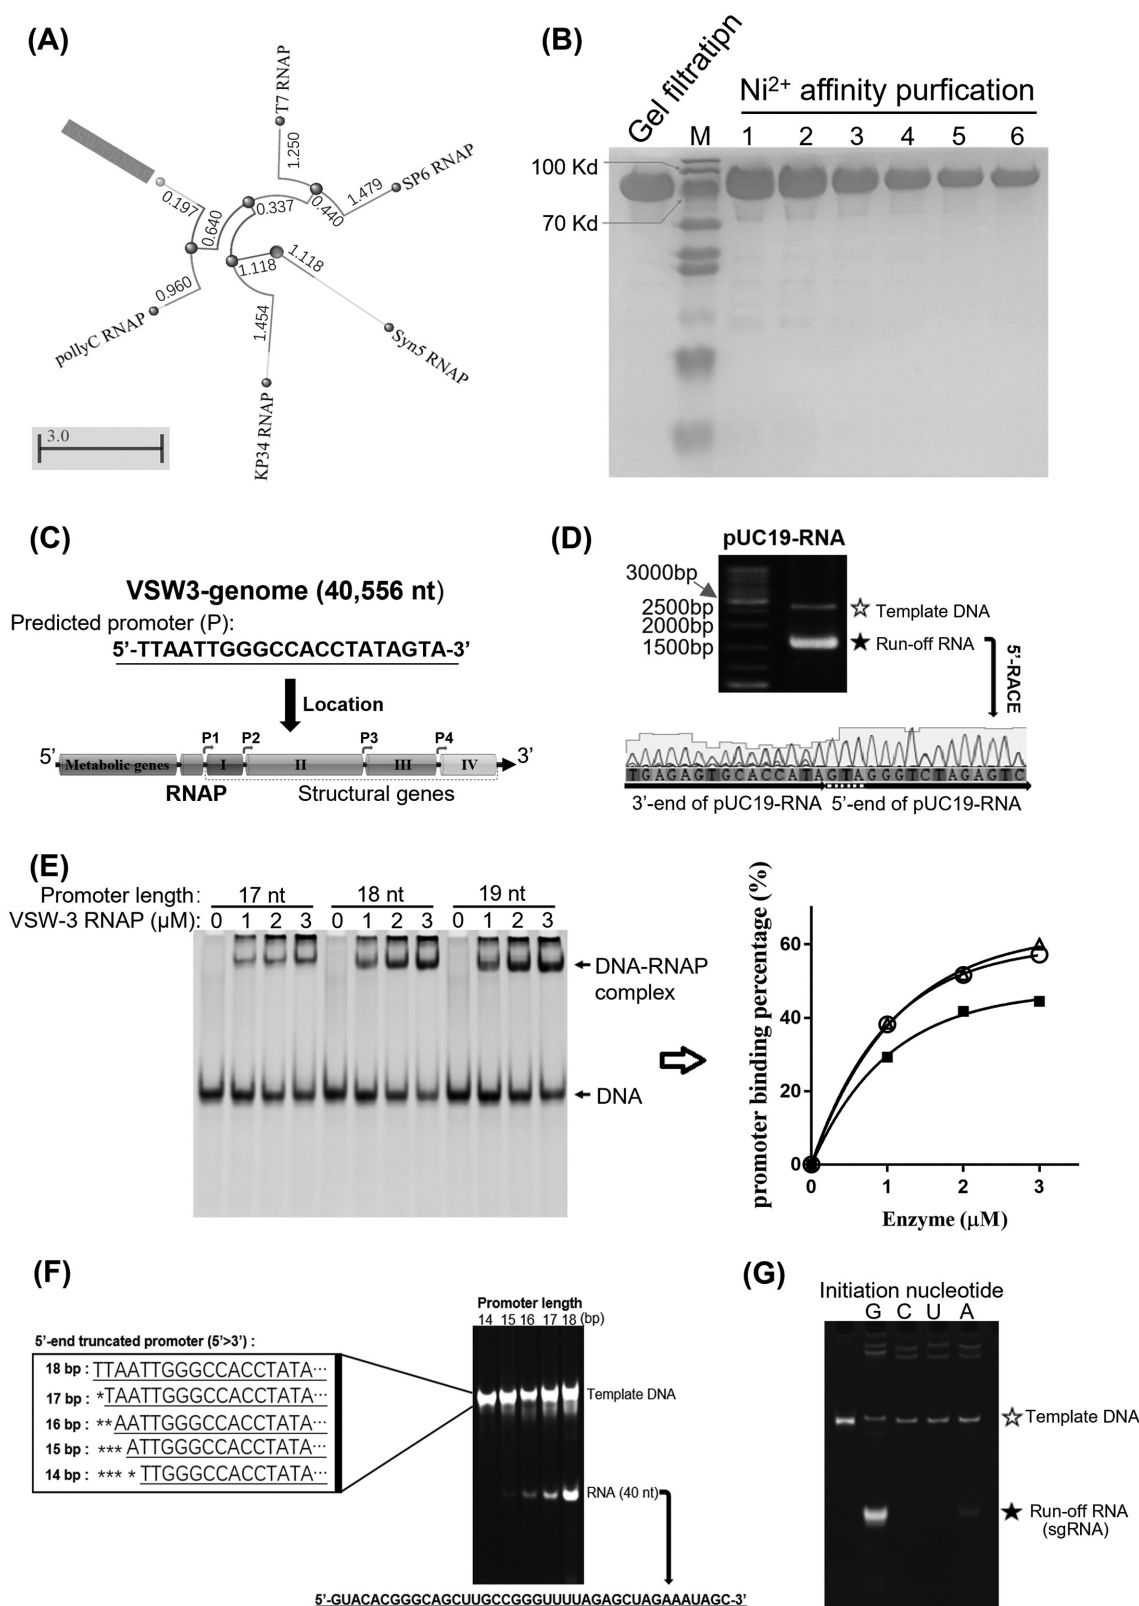 (A)
T7 RNAP
1.250
SP6 RNAP
1.479
0.440
0.337
0.197
0.640
1.118
1.118
0.960
pollyC RNAP
1.454
KP34 RNAP
Syn5 RNAP
3.0
(B)
Gel filtratipn
Ni2+ affinity purfication
M 1 2 3 4 5 6
100 Kd
70 Kd
(C)
VSW3-genome (40,556 nt)
Predicted promoter (P):
5’-TTAATTGGGCCACCTATAGTA-3’
Location
P1 P2 P3 P4
5’ Metabolic genes I II III IV 3’
RNAP Structural genes
(D)
pUC19-RNA
3000bp
2500bp
2000bp
1500bp
☆ Template DNA
★ Run-off RNA
5’-RACE
TGAGAGTGCACCATAGTAGGGTCTAGAGTC
3’-end of pUC19-RNA 5’-end of pUC19-RNA
(E)
Promoter length: 17 nt 18 nt 19 nt
VSW-3 RNAP (µM): 0 1 2 3 0 1 2 3 0 1 2 3
DNA-RNAP
complex
DNA
promoter binding percentage (%)
60
40
20
0
0 1 2 3
Enzyme (µM)
(F)
5’-end truncated promoter (5’>3’) :
18 bp : TTAATTGGGCCACCTATA···
17 bp : *TAATTGGGCCACCTATA···
16 bp : **AATTGGGCCACCTATA···
15 bp : *** ATTGGGCCACCTATA···
14 bp : *** * TTGGGCCACCTATA···
Promoter length
14 15 16 17 18 (bp)
Template DNA
RNA (40 nt)
5’-GUACACGGGCAGCUUGCCGGGUUUUAGAGCUAGAAAUAGC-3’
(G)
Initiation nucleotide
G C U A
☆ Template DNA
★ Run-off RNA
(sgRNA)